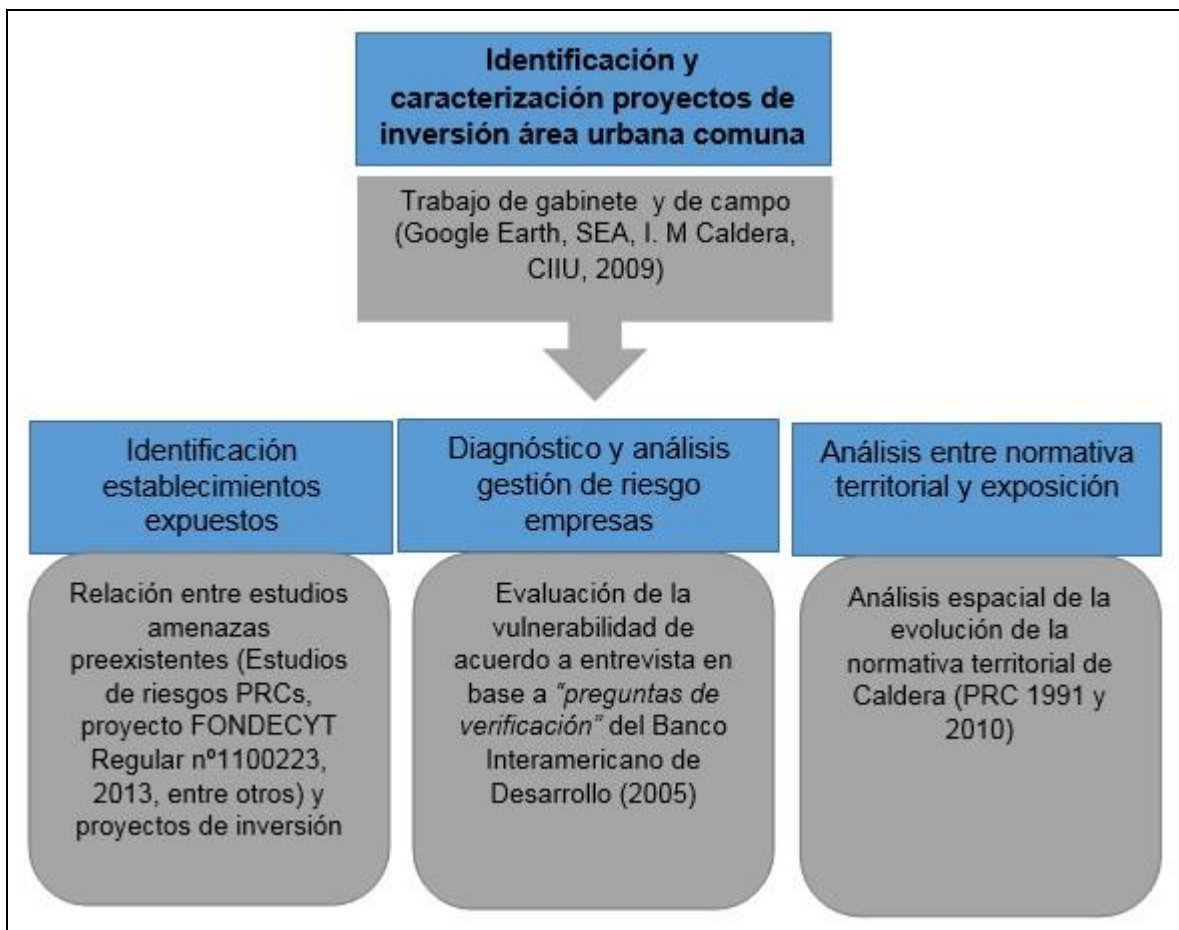 Identificación y
caracterización proyectos de
inversión área urbana comuna
Trabajo de gabinete y de campo
(Google Earth, SEA, I. M Caldera,
CIIU, 2009)
Identificación
establecimientos
expuestos
Relación entre estudios
amenazas
preexistentes (Estudios
de riesgos PRCs,
proyecto FONDECYT
Regular nº1100223,
2013, entre otros) y
proyectos de inversión
Diagnóstico y análisis
gestión de riesgo
empresas
Evaluación de la
vulnerabilidad de
acuerdo a entrevista en
base a "preguntas de
verificación" del Banco
Interamericano de
Desarrollo (2005)
Análisis entre normativa
territorial y exposición
Análisis espacial de la
evolución de la
normativa territorial de
Caldera (PRC 1991 y
2010)